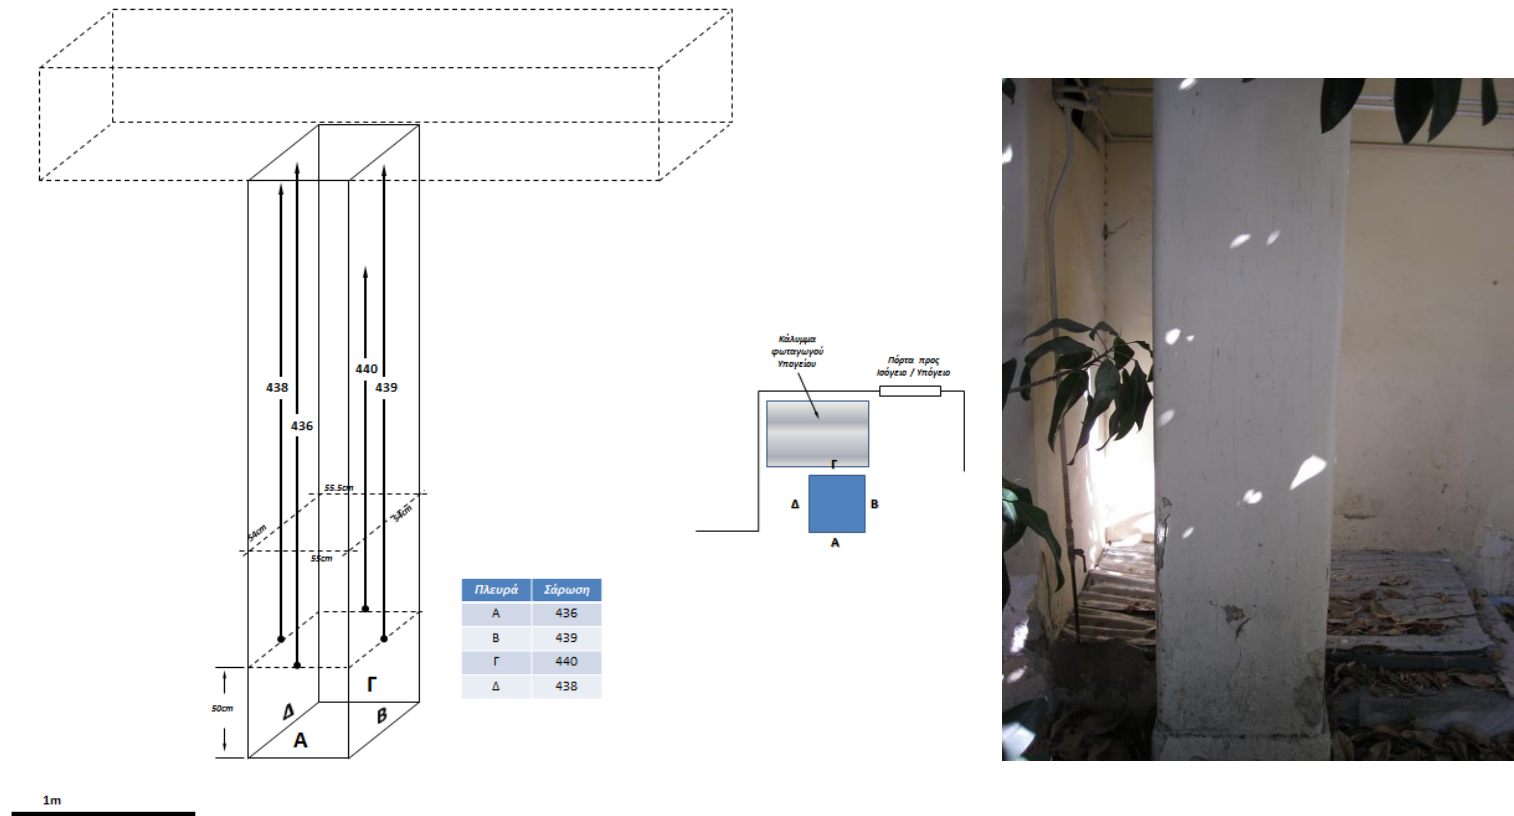 438
436
440
439
55.5cm
54cm
54cm
55cm
50cm
Δ
Α
Γ
Β
1m
Πλευρά Σάρωση
Α 436
Β 439
Γ 440
Δ 438
Κάλυμμα
φωταγωγού
Υπογείου
Πόρτα προς
Ισόγειο / Υπόγειο
Γ
Δ
Β
Α